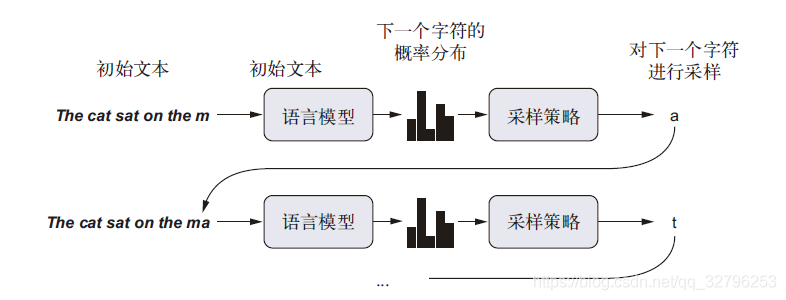 下一个字符的
概率分布
对下一个字符
进行采样
初始文本
初始文本
The cat sat on the m
语言模型
采样策略
a
The cat sat on the ma
语言模型
采样策略
t
...
https://blog.csdn.net/qq_32796253